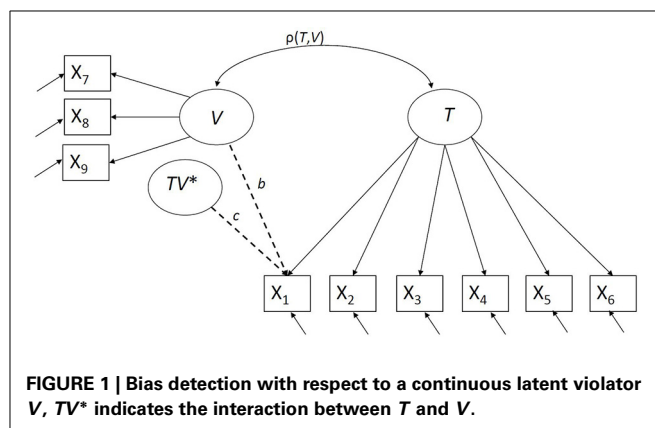 ρ(T,V)
X₇
X₈
X₉
V
T
TV*
b
c
X₁ X₂ X₃ X₄ X₅ X₆
FIGURE 1 | Bias detection with respect to a continuous latent violator
V, TV* indicates the interaction between T and V.